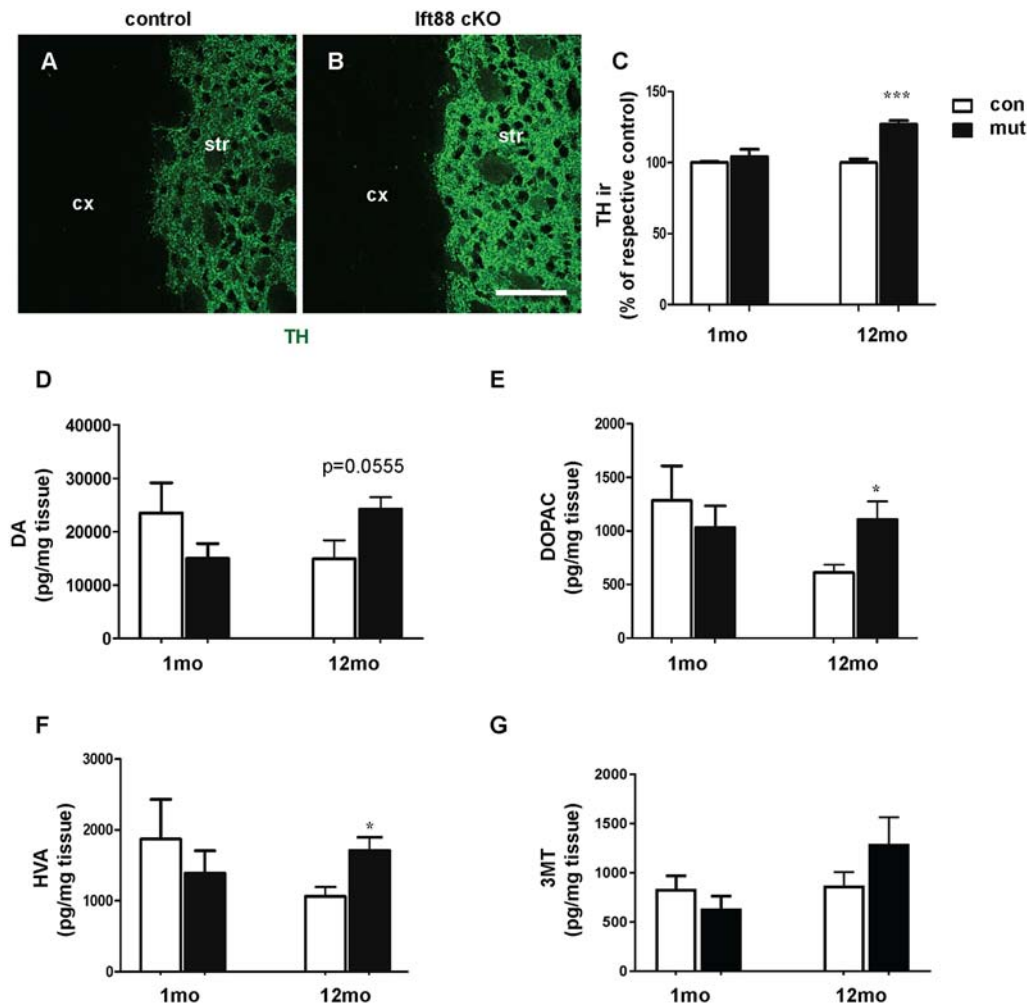 control
Ift88 cKO
A
B
str
str
cx
cx
TH
C
TH ir
(% of respective control)
150
100
50
0
***
1mo
12mo
con
mut
D
DA
(pg/mg tissue)
40000
30000
20000
10000
0
p=0.0555
1mo
12mo
E
DOPAC
(pg/mg tissue)
2000
1500
1000
500
0
*
1mo
12mo
F
HVA
(pg/mg tissue)
3000
2000
1000
0
*
1mo
12mo
G
3MT
(pg/mg tissue)
2000
1500
1000
500
0
1mo
12mo